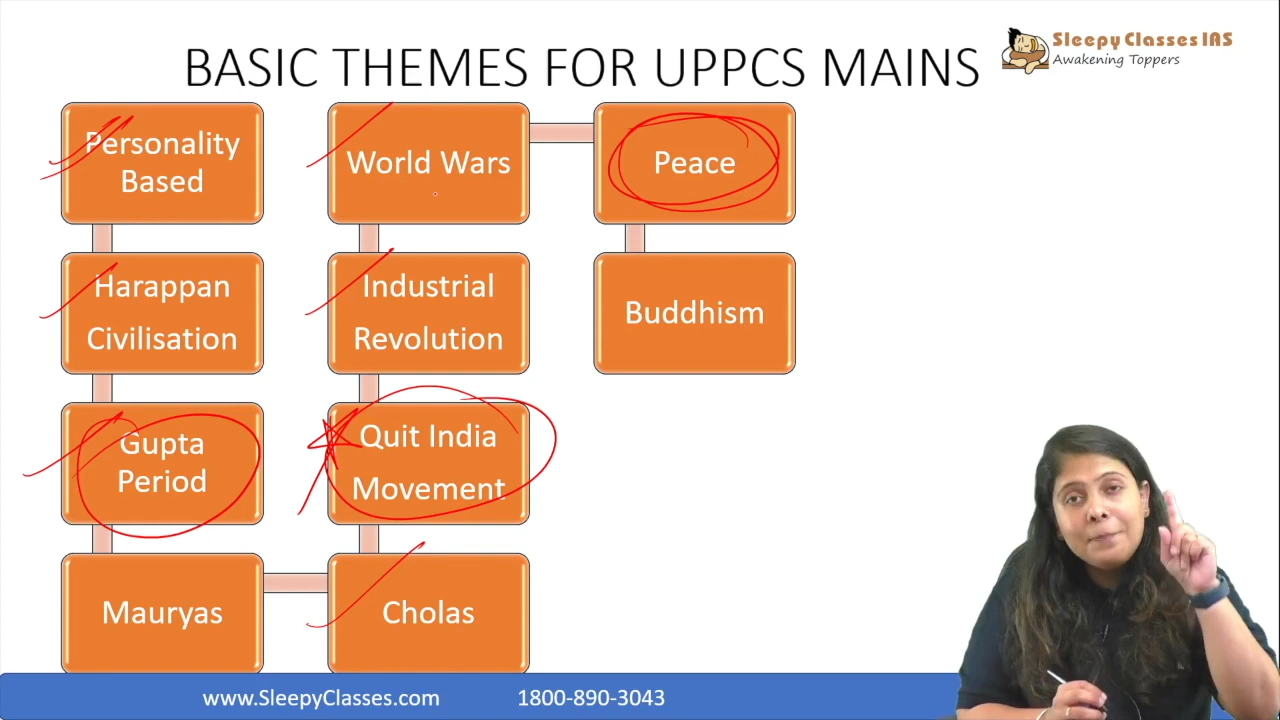 BASIC THEMES FOR UPPCS MAINS
Sleepy Classes IAS
Awakening Toppers
Personality
Based
Harappan
Civilisation
Gupta
Period
Mauryas
Cholas
Quit India
Movement
Industrial
Revolution
World Wars
Peace
Buddhism
www.SleepyClasses.com
1800-890-3043